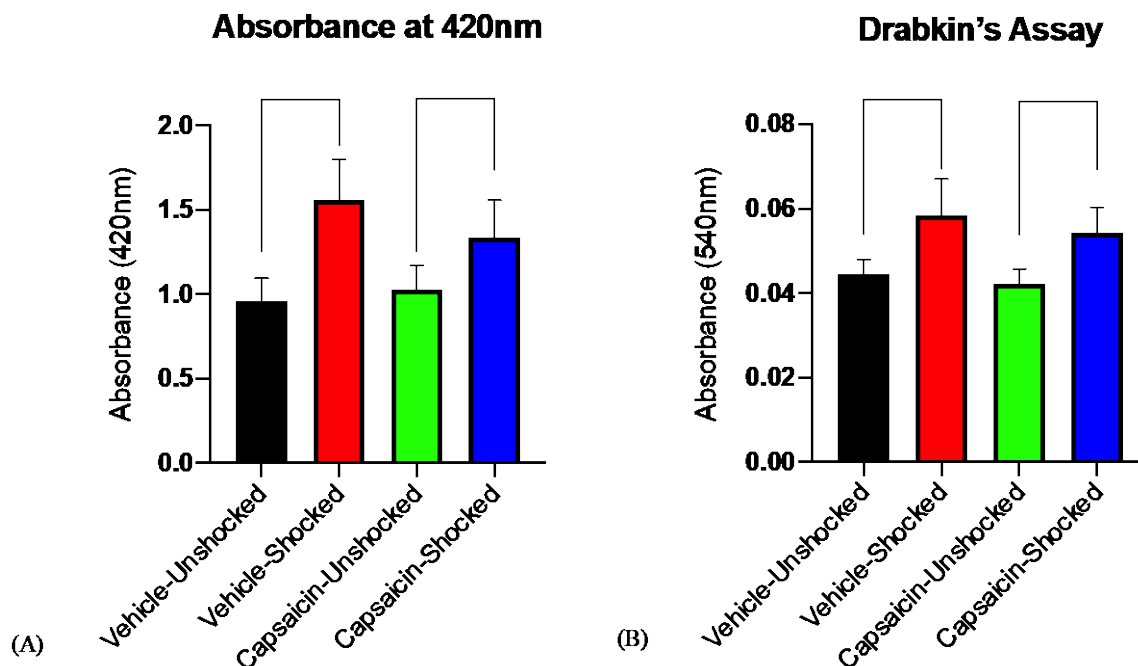 Absorbance at 420nm
Absorbance (420nm)
2.0
1.5
1.0
0.5
0.0
Vehicle-Unshocked
Vehicle-Shocked
Capsaicin-Unshocked
Capsaicin-Shocked
(A)
Drabkin's Assay
Absorbance (540nm)
0.08
0.06
0.04
0.02
0.00
Vehicle-Unshocked
Vehicle-Shocked
Capsaicin-Unshocked
Capsaicin-Shocked
(B)